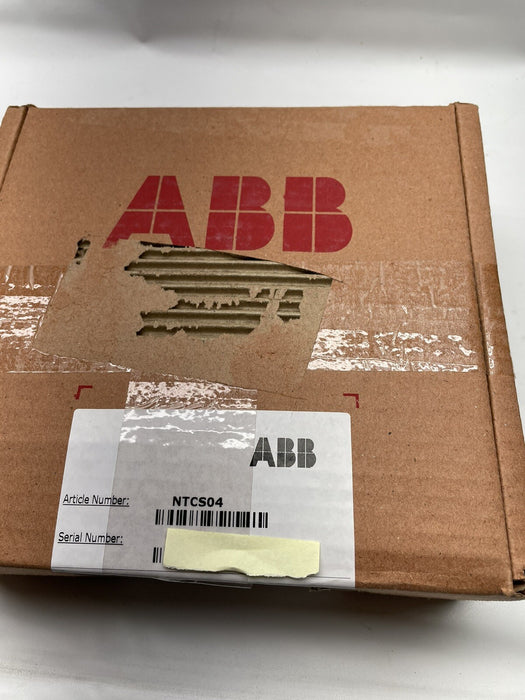 ABB
ABB
Article Number: NTCS04
Serial Number: